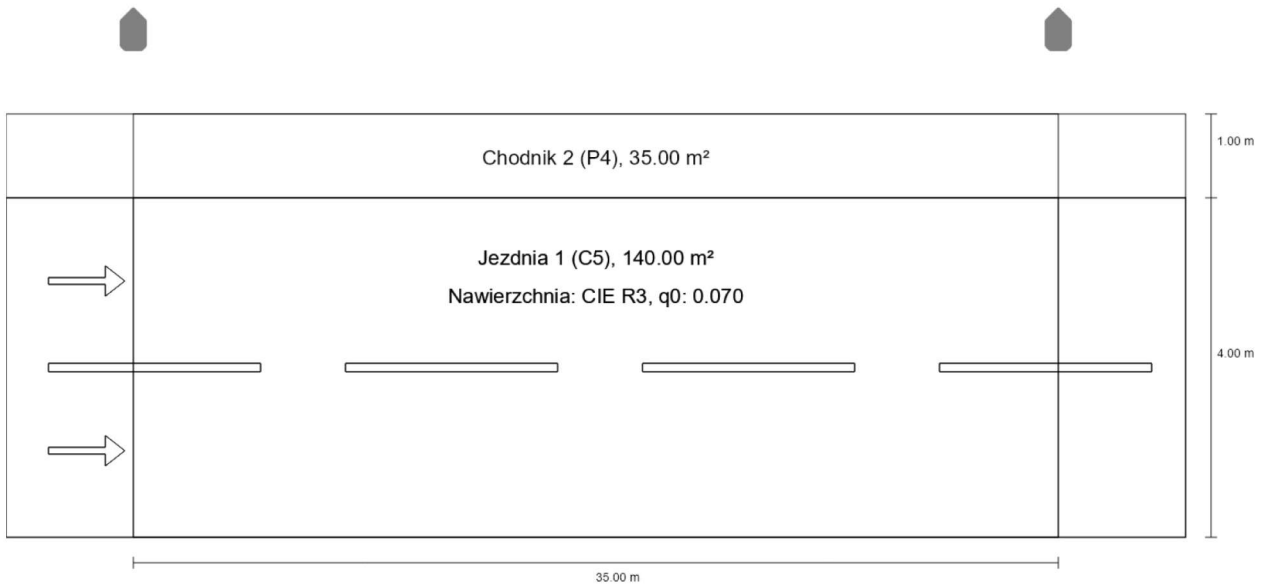 Chodnik 2 (P4), 35.00 m²
1.00 m
Jezdnia 1 (C5), 140.00 m²
Nawierzchnia: CIE R3, q0: 0.070
4.00 m
35.00 m